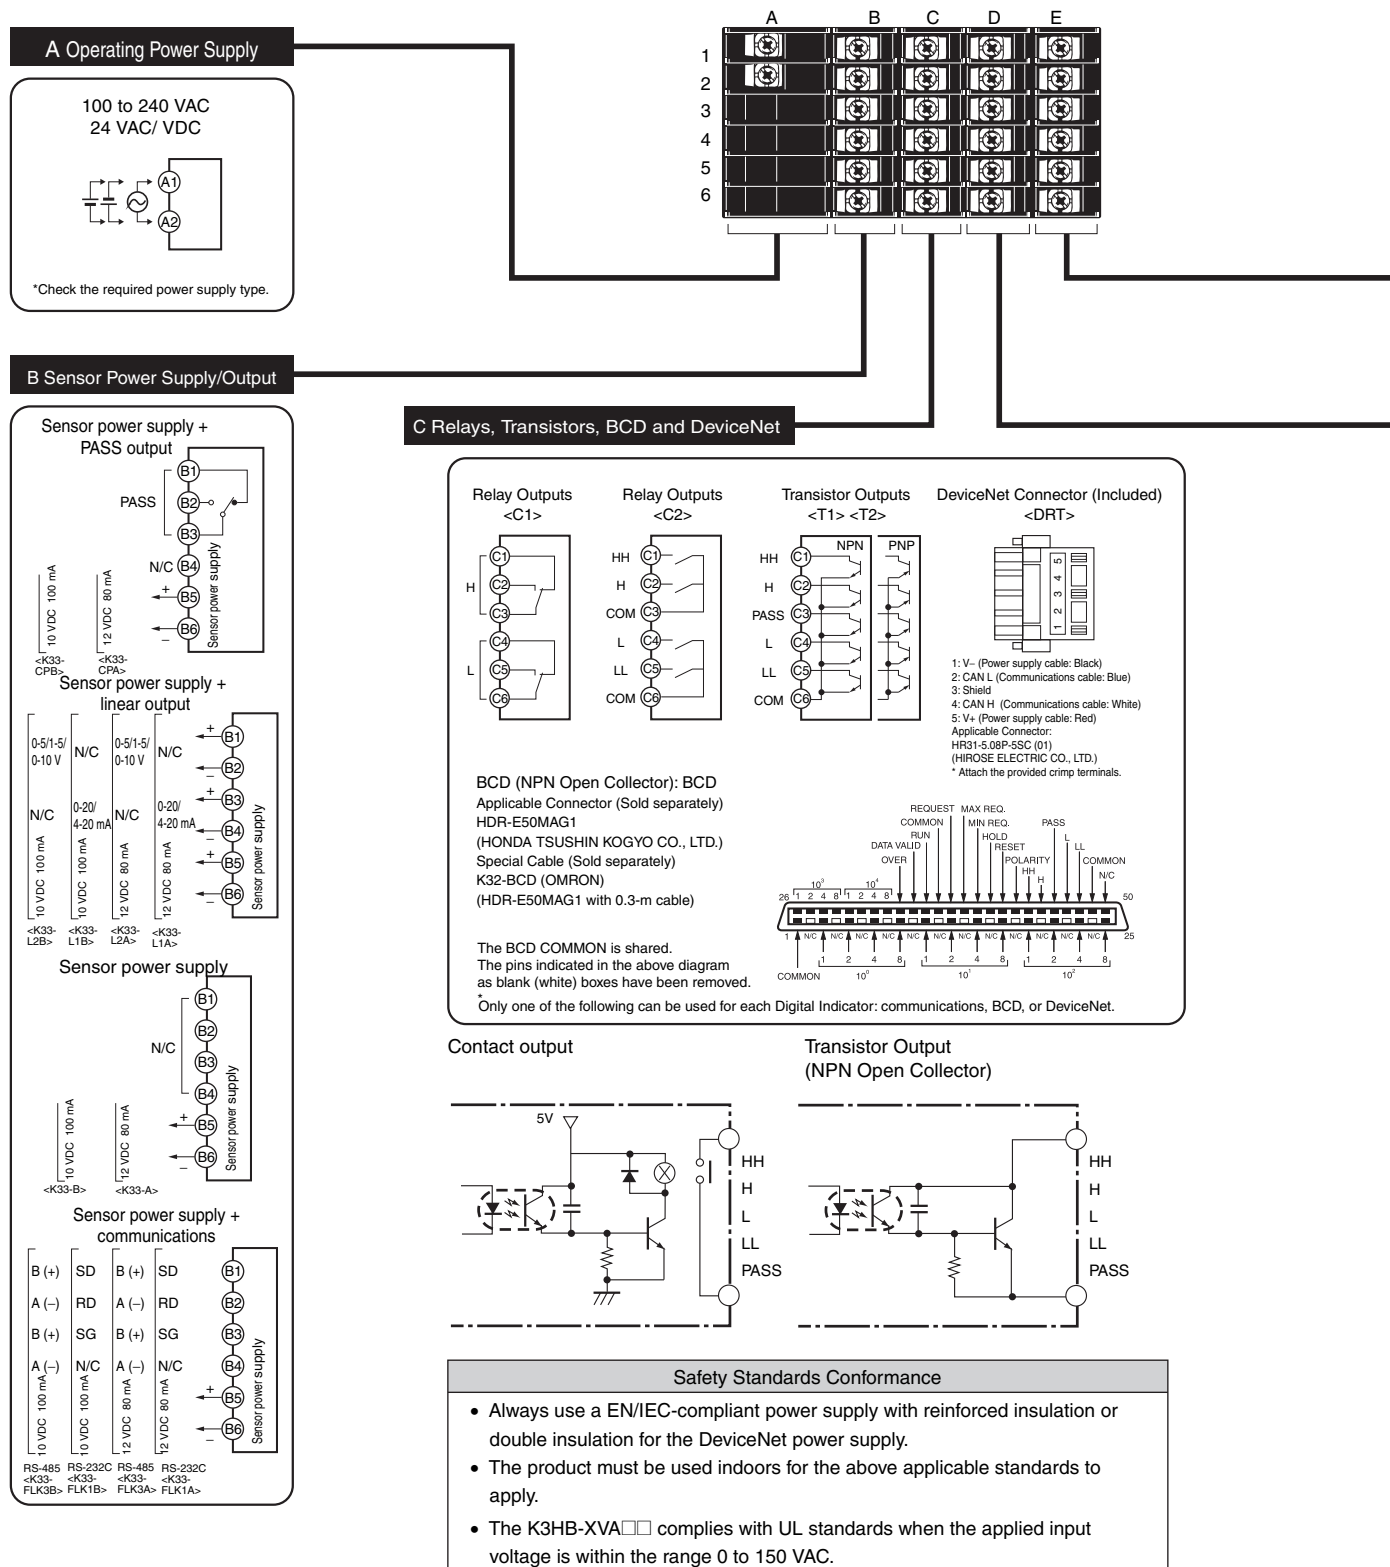 A B C D E
1
2
3
4
5
6
A Operating Power Supply
100 to 240 VAC
24 VAC/ VDC
A1
A2
*Check the required power supply type.
B Sensor Power Supply/Output
Sensor power supply +
PASS output
B1
PASS B2
B3
N/C B4
+ B5
− B6
Sensor power supply
10 VDC 100 mA
12 VDC 80 mA
<K33-
CPB>
<K33-
CPA>
Sensor power supply +
linear output
0-5/1-5/
0-10 V
N/C
0-5/1-5/
0-10 V
N/C
+ B1
− B2
N/C
0-20/
4-20 mA
N/C
0-20/
4-20 mA
+ B3
− B4
10 VDC 100 mA
10 VDC 100 mA
12 VDC 80 mA
12 VDC 80 mA
+ B5
− B6
Sensor power supply
<K33-
L2B>
<K33-
L1B>
<K33-
L2A>
<K33-
L1A>
Sensor power supply
B1
B2
N/C
B3
B4
+ B5
− B6
Sensor power supply
10 VDC 100 mA
12 VDC 80 mA
<K33-B>
<K33-A>
Sensor power supply +
communications
B (+) SD B (+) SD B1
A (−) RD A (−) RD B2
B (+) SG B (+) SG B3
A (−) N/C A (−) N/C B4
10 VDC 100 mA
10 VDC 100 mA
12 VDC 80 mA
12 VDC 80 mA
+ B5
− B6
Sensor power supply
RS-485
<K33-
FLK3B>
RS-232C
<K33-
FLK1B>
RS-485
<K33-
FLK3A>
RS-232C
<K33-
FLK1A>
C Relays, Transistors, BCD and DeviceNet
Relay Outputs
<C1>
C1
H C2
C3
C4
L C5
C6
Relay Outputs
<C2>
HH C1
H C2
COM C3
L C4
LL C5
COM C6
Transistor Outputs
<T1> <T2>
NPN PNP
HH C1
H C2
PASS C3
L C4
LL C5
COM C6
DeviceNet Connector (Included)
<DRT>
1 2 3 4 5
1: V− (Power supply cable: Black)
2: CAN L (Communications cable: Blue)
3: Shield
4: CAN H (Communications cable: White)
5: V+ (Power supply cable: Red)
Applicable Connector:
HR31-5.08P-5SC (01)
(HIROSE ELECTRIC CO., LTD.)
* Attach the provided crimp terminals.
BCD (NPN Open Collector): BCD
Applicable Connector (Sold separately)
HDR-E50MAG1
(HONDA TSUSHIN KOGYO CO., LTD.)
Special Cable (Sold separately)
K32-BCD (OMRON)
(HDR-E50MAG1 with 0.3-m cable)
The BCD COMMON is shared.
The pins indicated in the above diagram
as blank (white) boxes have been removed.
*
Only one of the following can be used for each Digital Indicator: communications, BCD, or DeviceNet.
REQUEST MAX REQ.
COMMON MIN REQ. PASS
RUN HOLD L
DATA VALID RESET LL
OVER POLARITY COMMON
HH N/C
H
10³ 10⁴
26 1 2 4 8 1 2 4 8 50
1 N/C N/C N/C N/C N/C N/C N/C N/C N/C N/C N/C N/C 25
1 2 4 8 1 2 4 8 1 2 4 8
COMMON 10⁰ 10¹ 10²
Contact output
5V
HH
H
L
LL
PASS
Transistor Output
(NPN Open Collector)
HH
H
L
LL
PASS
Safety Standards Conformance
• Always use a EN/IEC-compliant power supply with reinforced insulation or
double insulation for the DeviceNet power supply.
• The product must be used indoors for the above applicable standards to
apply.
• The K3HB-XVA□□ complies with UL standards when the applied input
voltage is within the range 0 to 150 VAC.